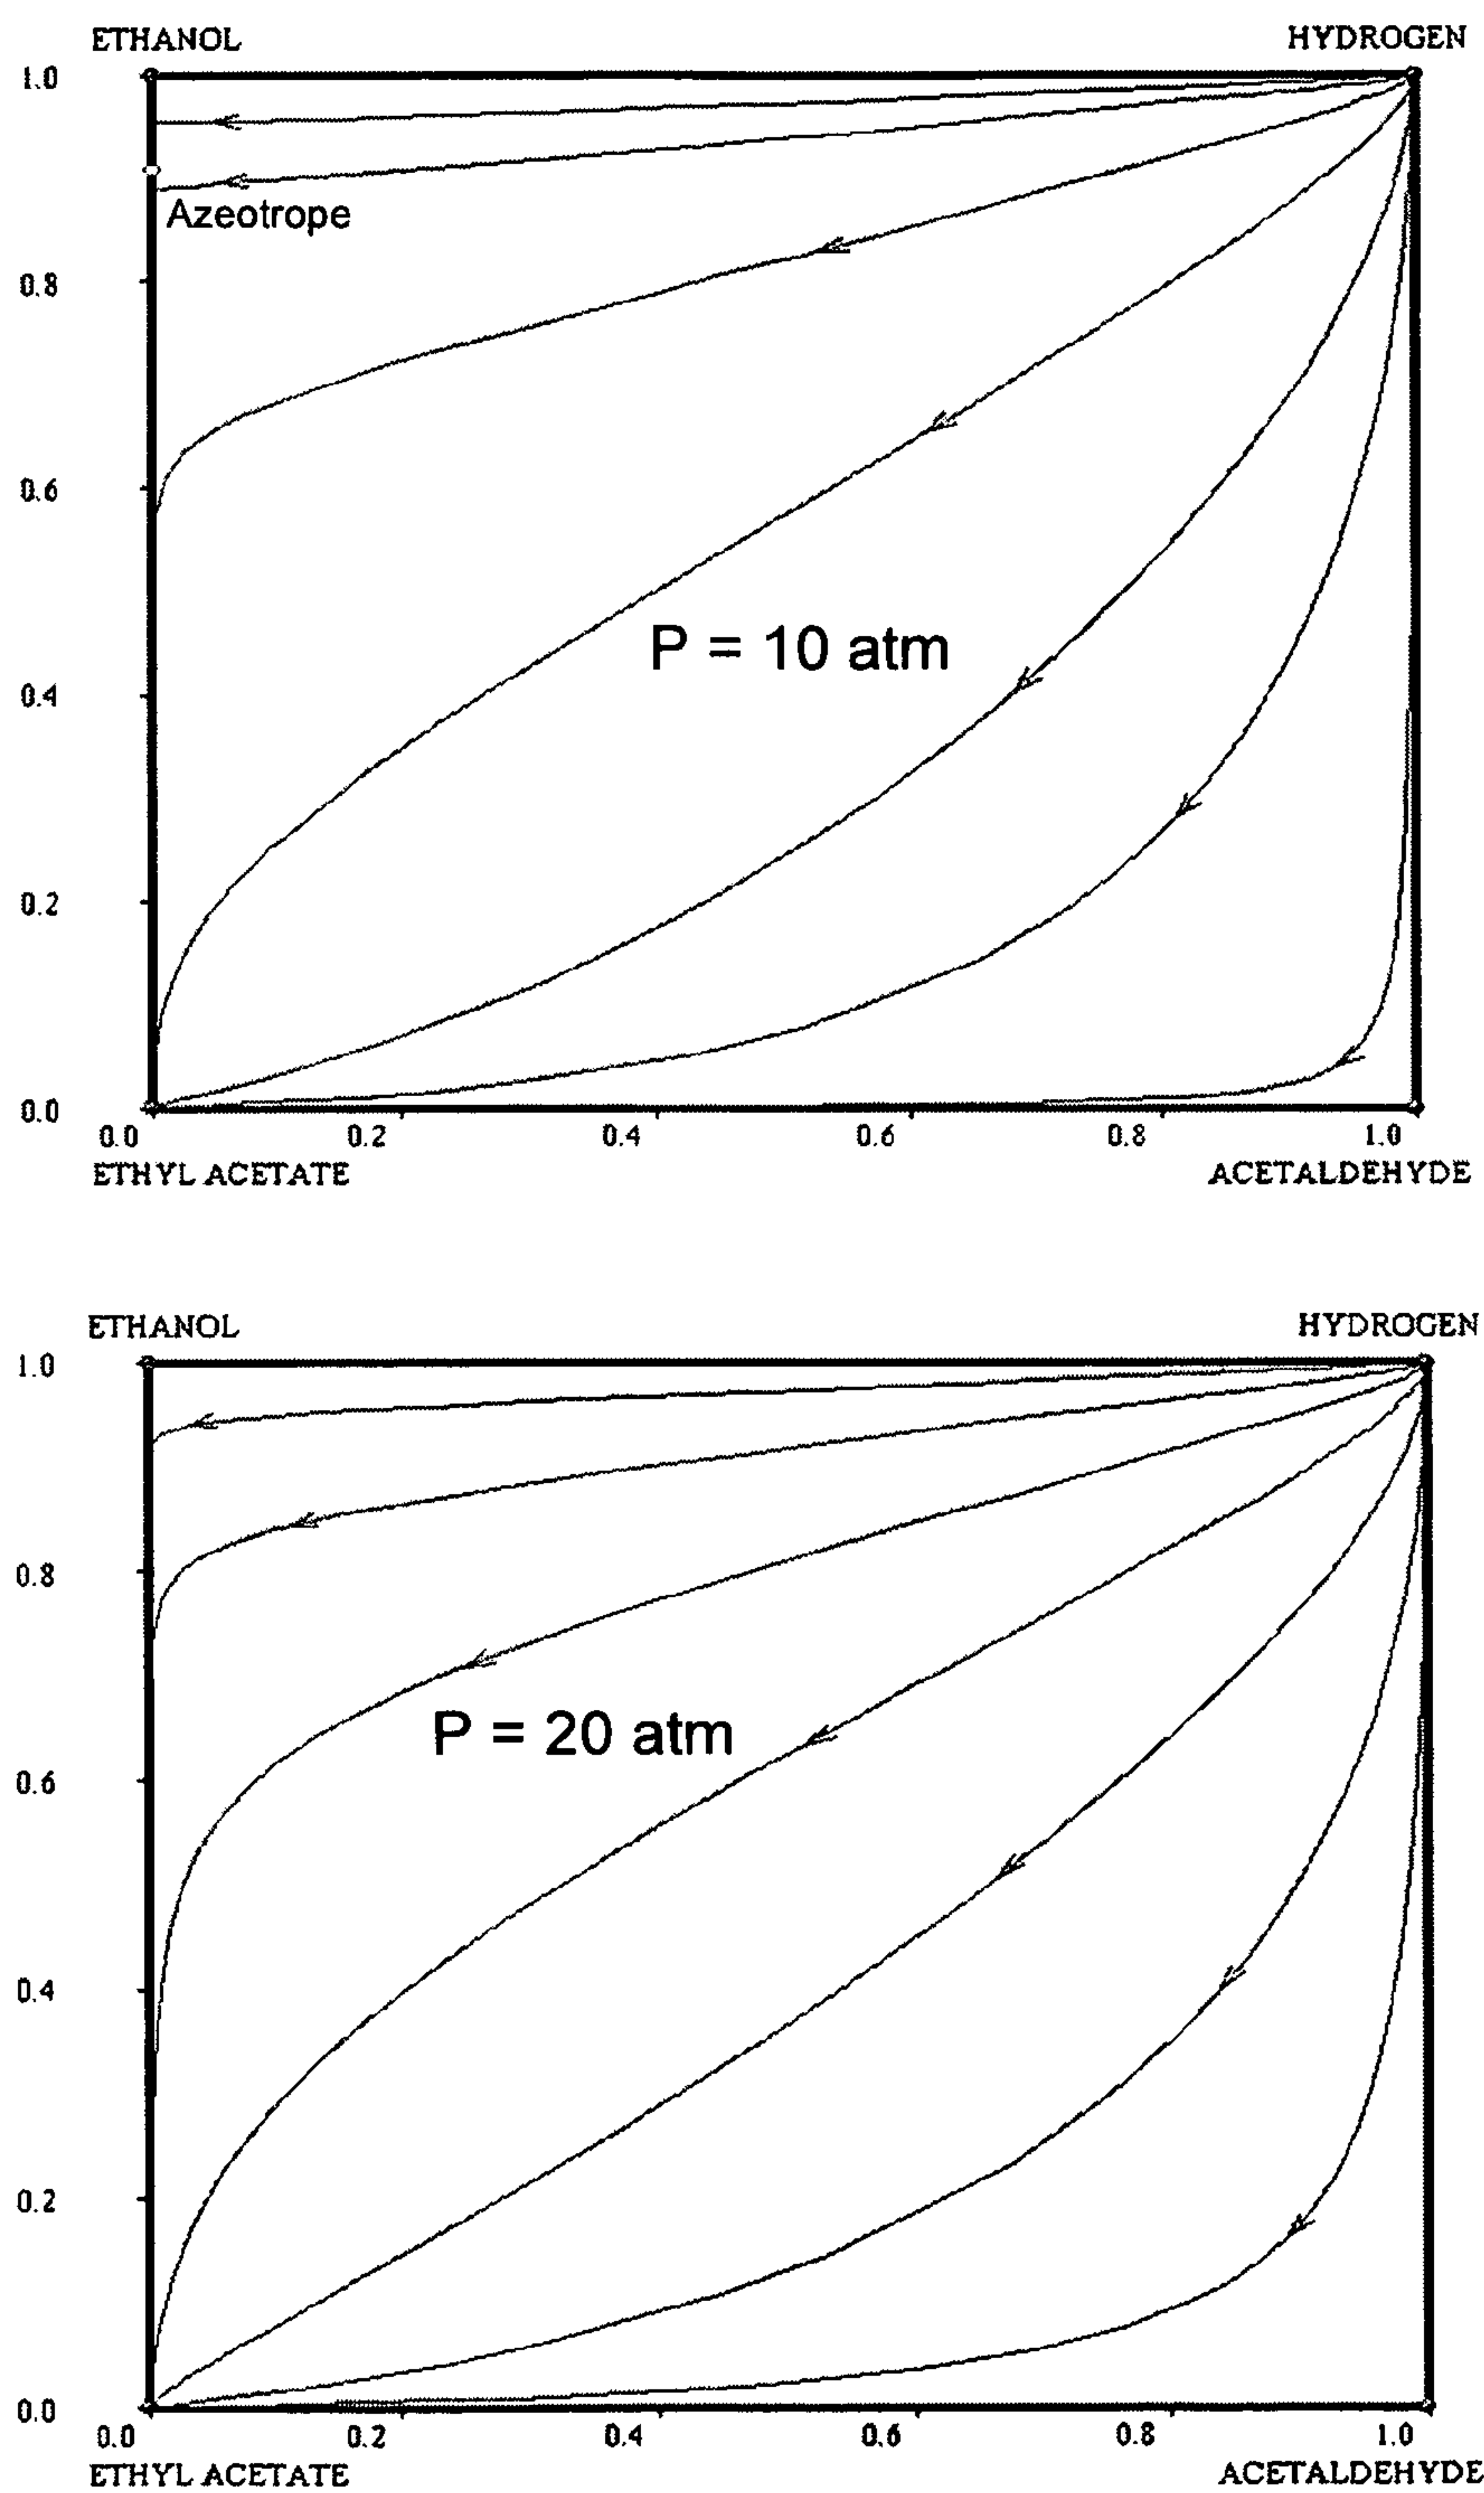 ETHANOL HYDROGEN
1.0
Azeotrope
0.8
0.6
P = 10 atm
0.4
0.2
0.0
0.0 0.2 0.4 0.6 0.8 1.0
ETHYL ACETATE ACETALDEHYDE
ETHANOL HYDROGEN
1.0
0.8
P = 20 atm
0.6
0.4
0.2
0.0
0.0 0.2 0.4 0.6 0.8 1.0
ETHYL ACETATE ACETALDEHYDE